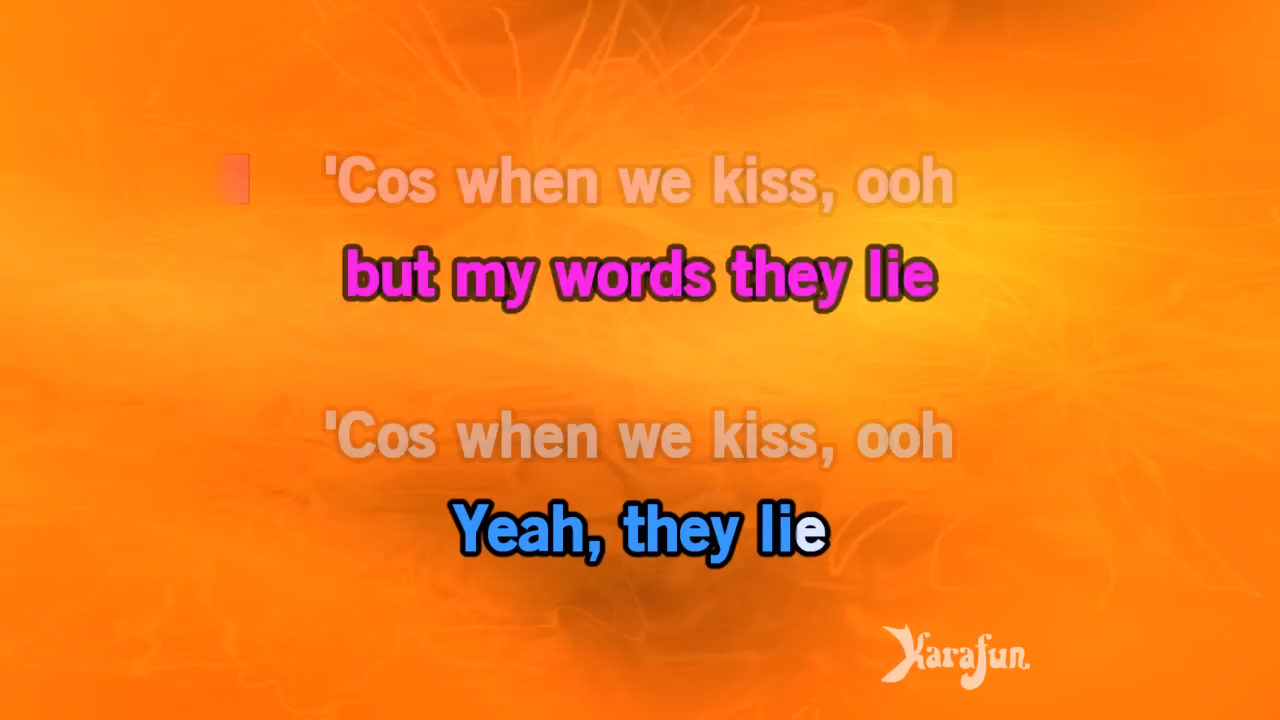 'Cos when we kiss, ooh
but my words they lie
'Cos when we kiss, ooh
Yeah, they lie
Karafun